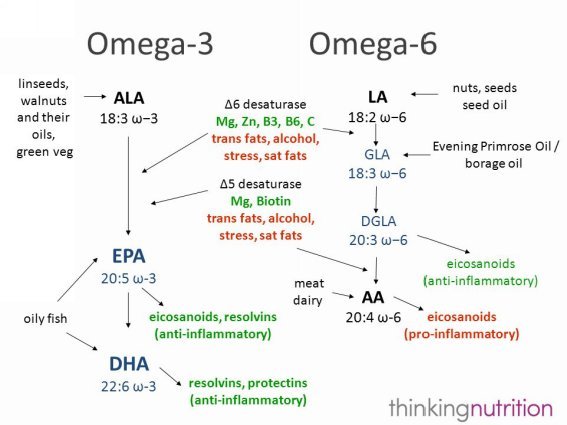 Omega-3
Omega-6
linseeds,
walnuts
and their
oils,
green veg
ALA
18:3 ω–3
Δ6 desaturase
Mg, Zn, B3, B6, C
trans fats, alcohol,
stress, sat fats
LA
18:2 ω–6
nuts, seeds
seed oil
GLA
18:3 ω–6
Evening Primrose Oil /
borage oil
Δ5 desaturase
Mg, Biotin
trans fats, alcohol,
stress, sat fats
DGLA
20:3 ω–6
eicosanoids
(anti-inflammatory)
EPA
20:5 ω-3
meat
dairy
AA
20:4 ω-6
eicosanoids
(pro-inflammatory)
oily fish
eicosanoids, resolvins
(anti-inflammatory)
DHA
22:6 ω-3
resolvins, protectins
(anti-inflammatory)
thinkingnutrition